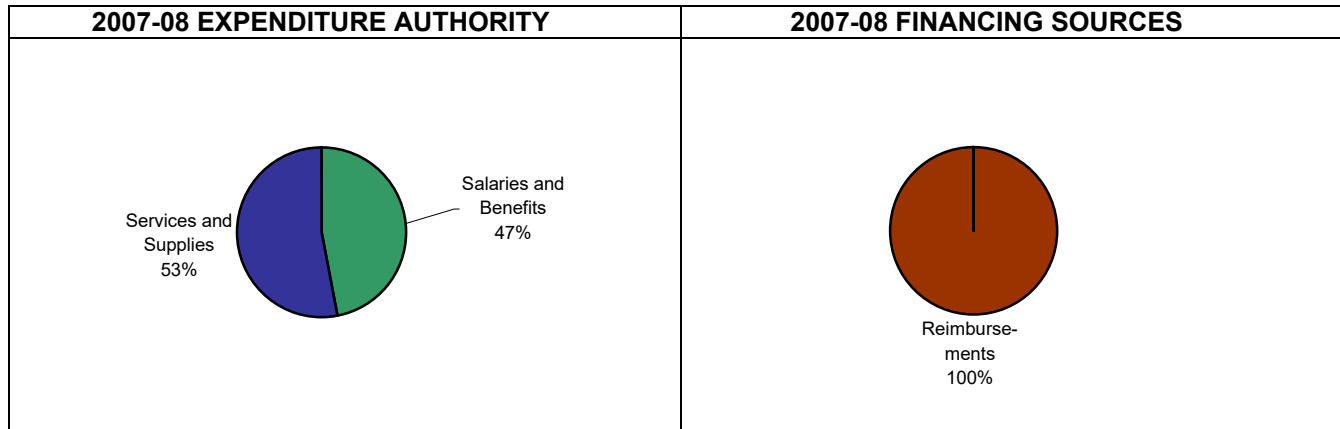 2007-08 EXPENDITURE AUTHORITY
Services and
Supplies
53%
Salaries and
Benefits
47%
2007-08 FINANCING SOURCES
Reimburse-
ments
100%